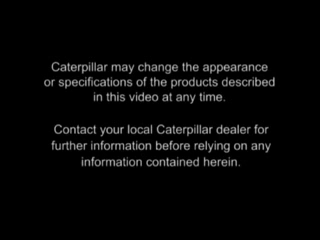 Caterpillar may change the appearance
or specifications of the products described
in this video at any time.
Contact your local Caterpillar dealer for
further information before relying on any
information contained herein.